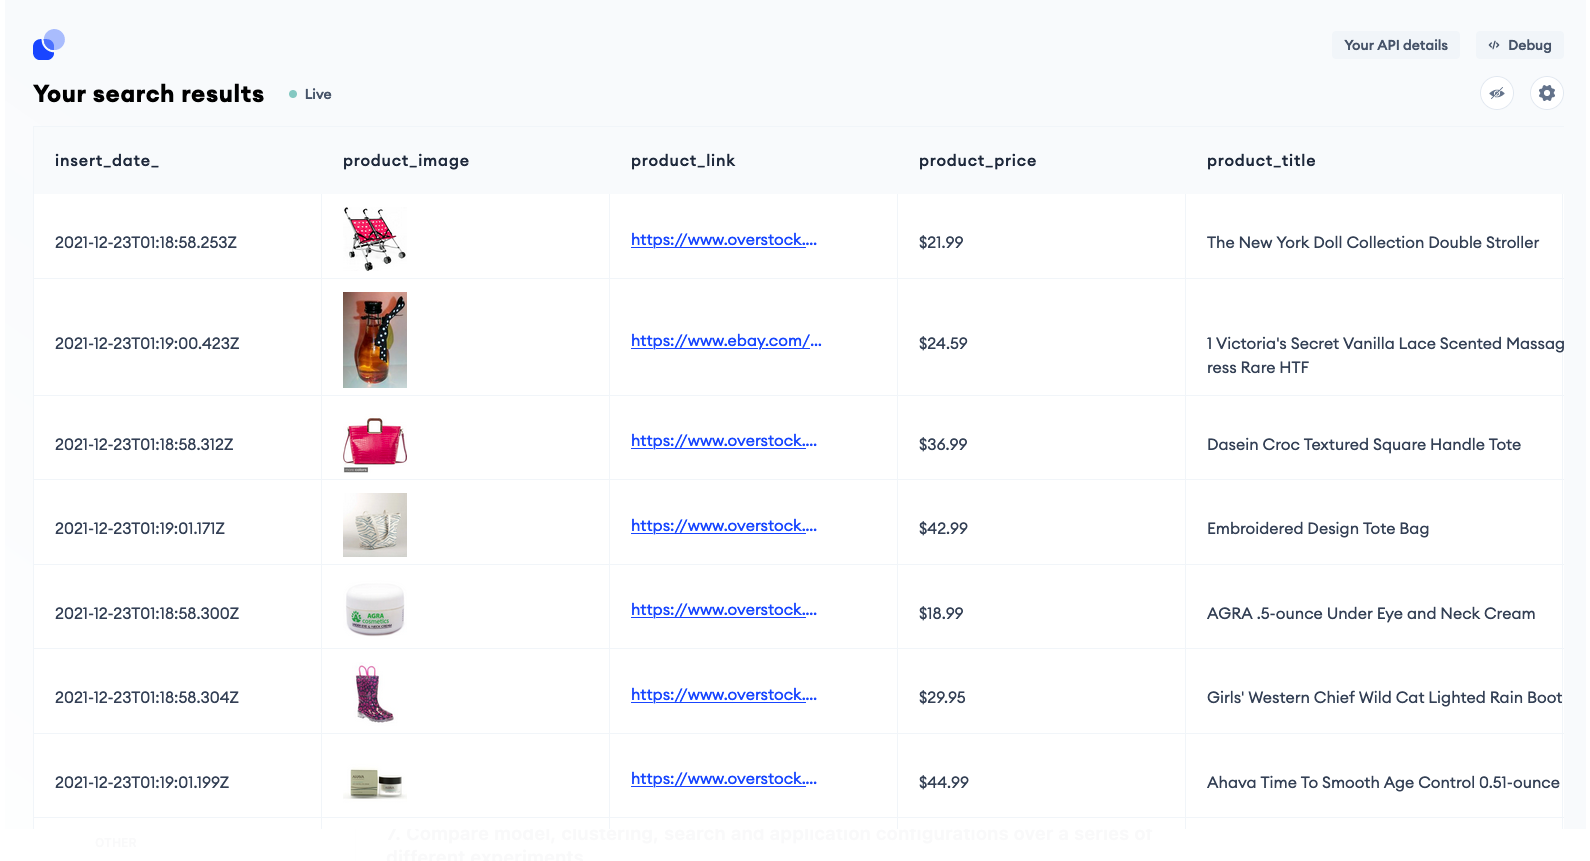 Your API details
Debug
Your search results
Live
insert_date_ product_image product_link product_price product_title
2021-12-23T01:18:58.253Z https://www.overstock.... $21.99 The New York Doll Collection Double Stroller
2021-12-23T01:19:00.423Z https://www.ebay.com/... $24.59 1 Victoria's Secret Vanilla Lace Scented Massag
ress Rare HTF
2021-12-23T01:18:58.312Z https://www.overstock.... $36.99 Dasein Croc Textured Square Handle Tote
2021-12-23T01:19:01.171Z https://www.overstock.... $42.99 Embroidered Design Tote Bag
AGRA
cosmetics
2021-12-23T01:18:58.300Z https://www.overstock.... $18.99 AGRA .5-ounce Under Eye and Neck Cream
2021-12-23T01:18:58.304Z https://www.overstock.... $29.95 Girls' Western Chief Wild Cat Lighted Rain Boot
2021-12-23T01:19:01.199Z https://www.overstock.... $44.99 Ahava Time To Smooth Age Control 0.51-ounce
OTHER
7. Compare model, clustering, search and application configurations over a series of
different experiments